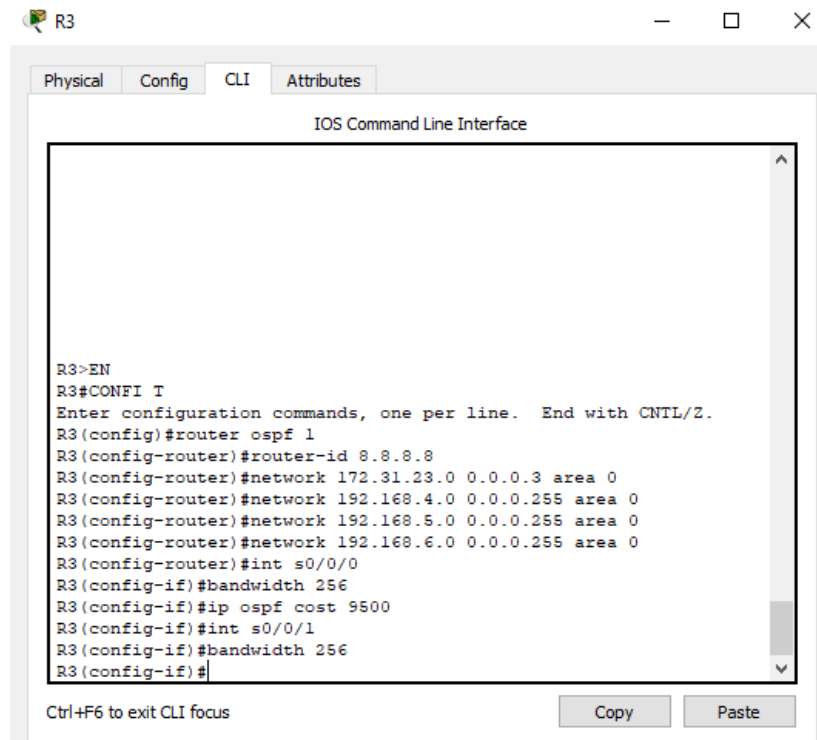 R3
Physical Config CLI Attributes
IOS Command Line Interface
R3>EN
R3#CONFI T
Enter configuration commands, one per line.  End with CNTL/Z.
R3(config)#router ospf 1
R3(config-router)#router-id 8.8.8.8
R3(config-router)#network 172.31.23.0 0.0.0.3 area 0
R3(config-router)#network 192.168.4.0 0.0.0.255 area 0
R3(config-router)#network 192.168.5.0 0.0.0.255 area 0
R3(config-router)#network 192.168.6.0 0.0.0.255 area 0
R3(config-router)#int s0/0/0
R3(config-if)#bandwidth 256
R3(config-if)#ip ospf cost 9500
R3(config-if)#int s0/0/1
R3(config-if)#bandwidth 256
R3(config-if)#
Ctrl+F6 to exit CLI focus Copy Paste